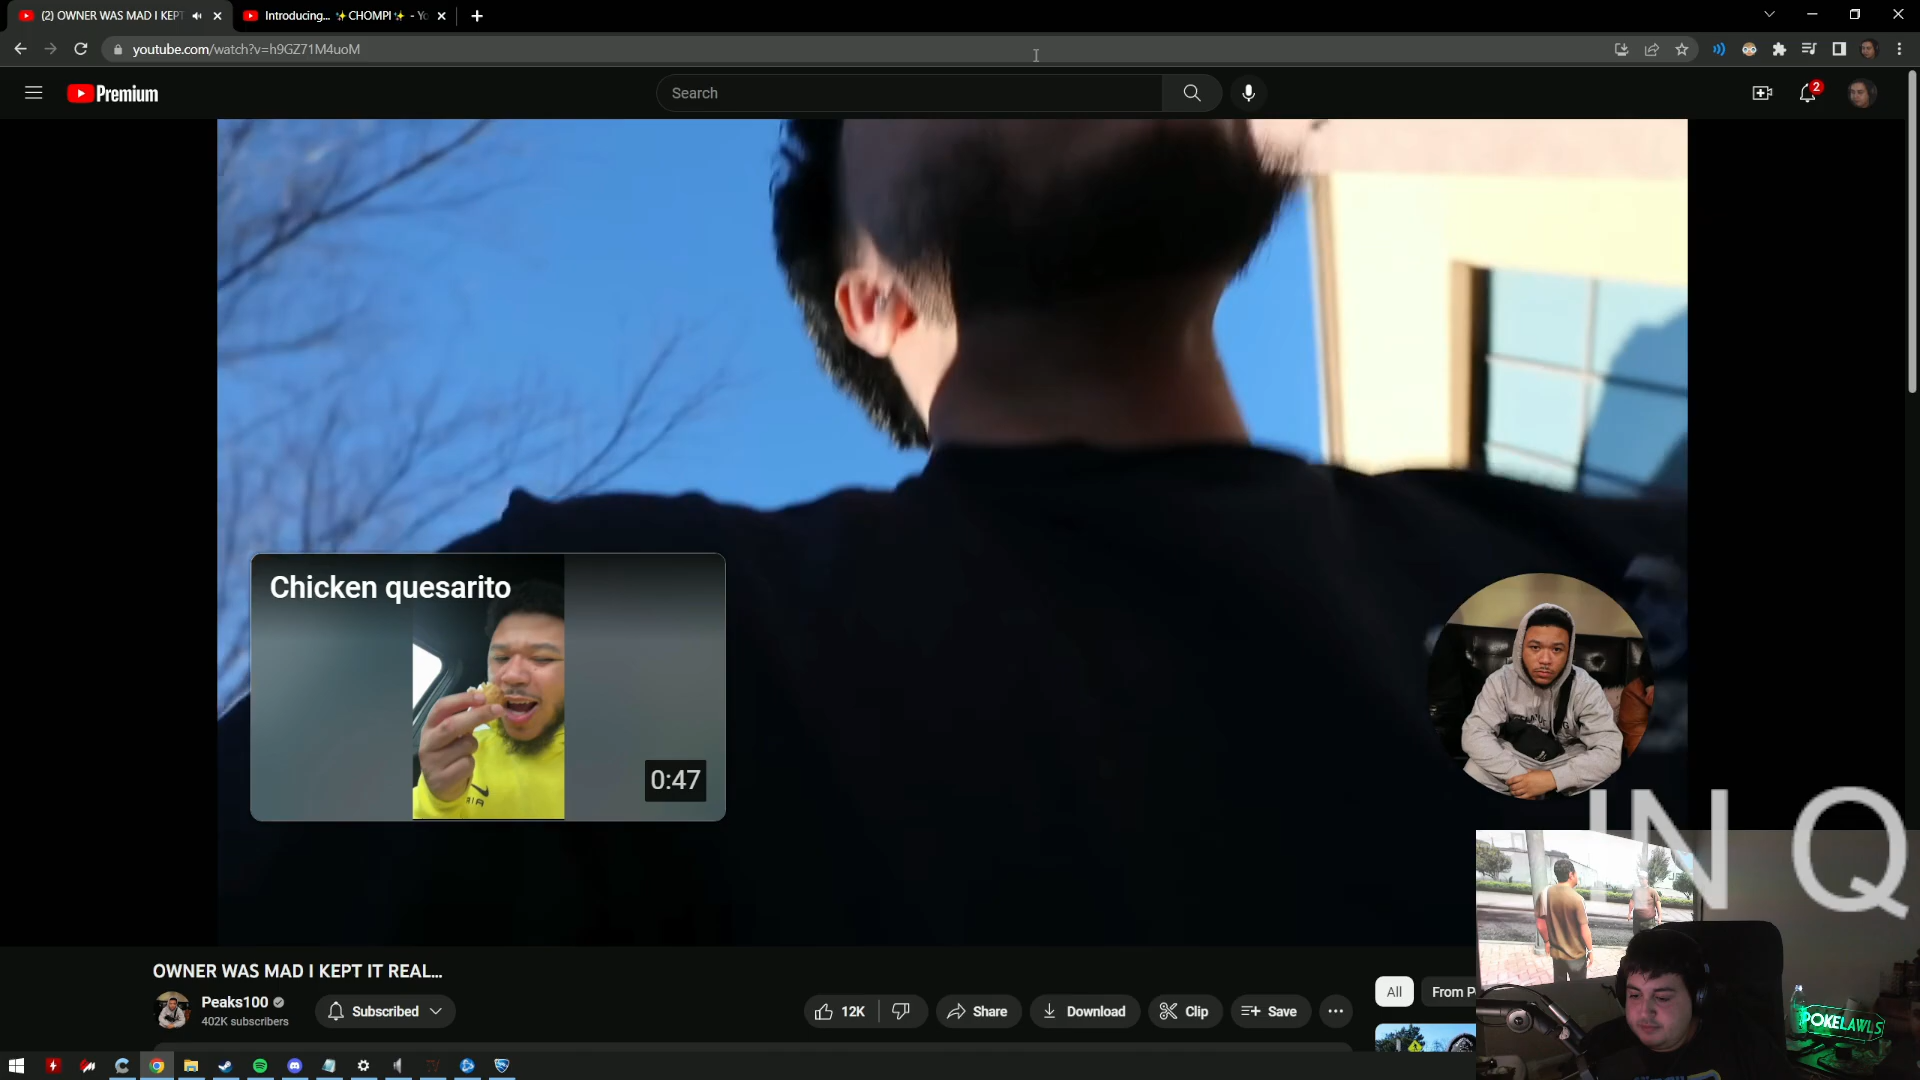 (2) OWNER WAS MAD I KEPT
Introducing... ✨CHOMPI✨ - Yo
youtube.com/watch?v=h9GZ71M4uoM
Premium
Search
2
Chicken quesarito
0:47
IN Q
POKELAWLS
OWNER WAS MAD I KEPT IT REAL...
Peaks100
402K subscribers
Subscribed
12K
Share
Download
Clip
Save
All
From P